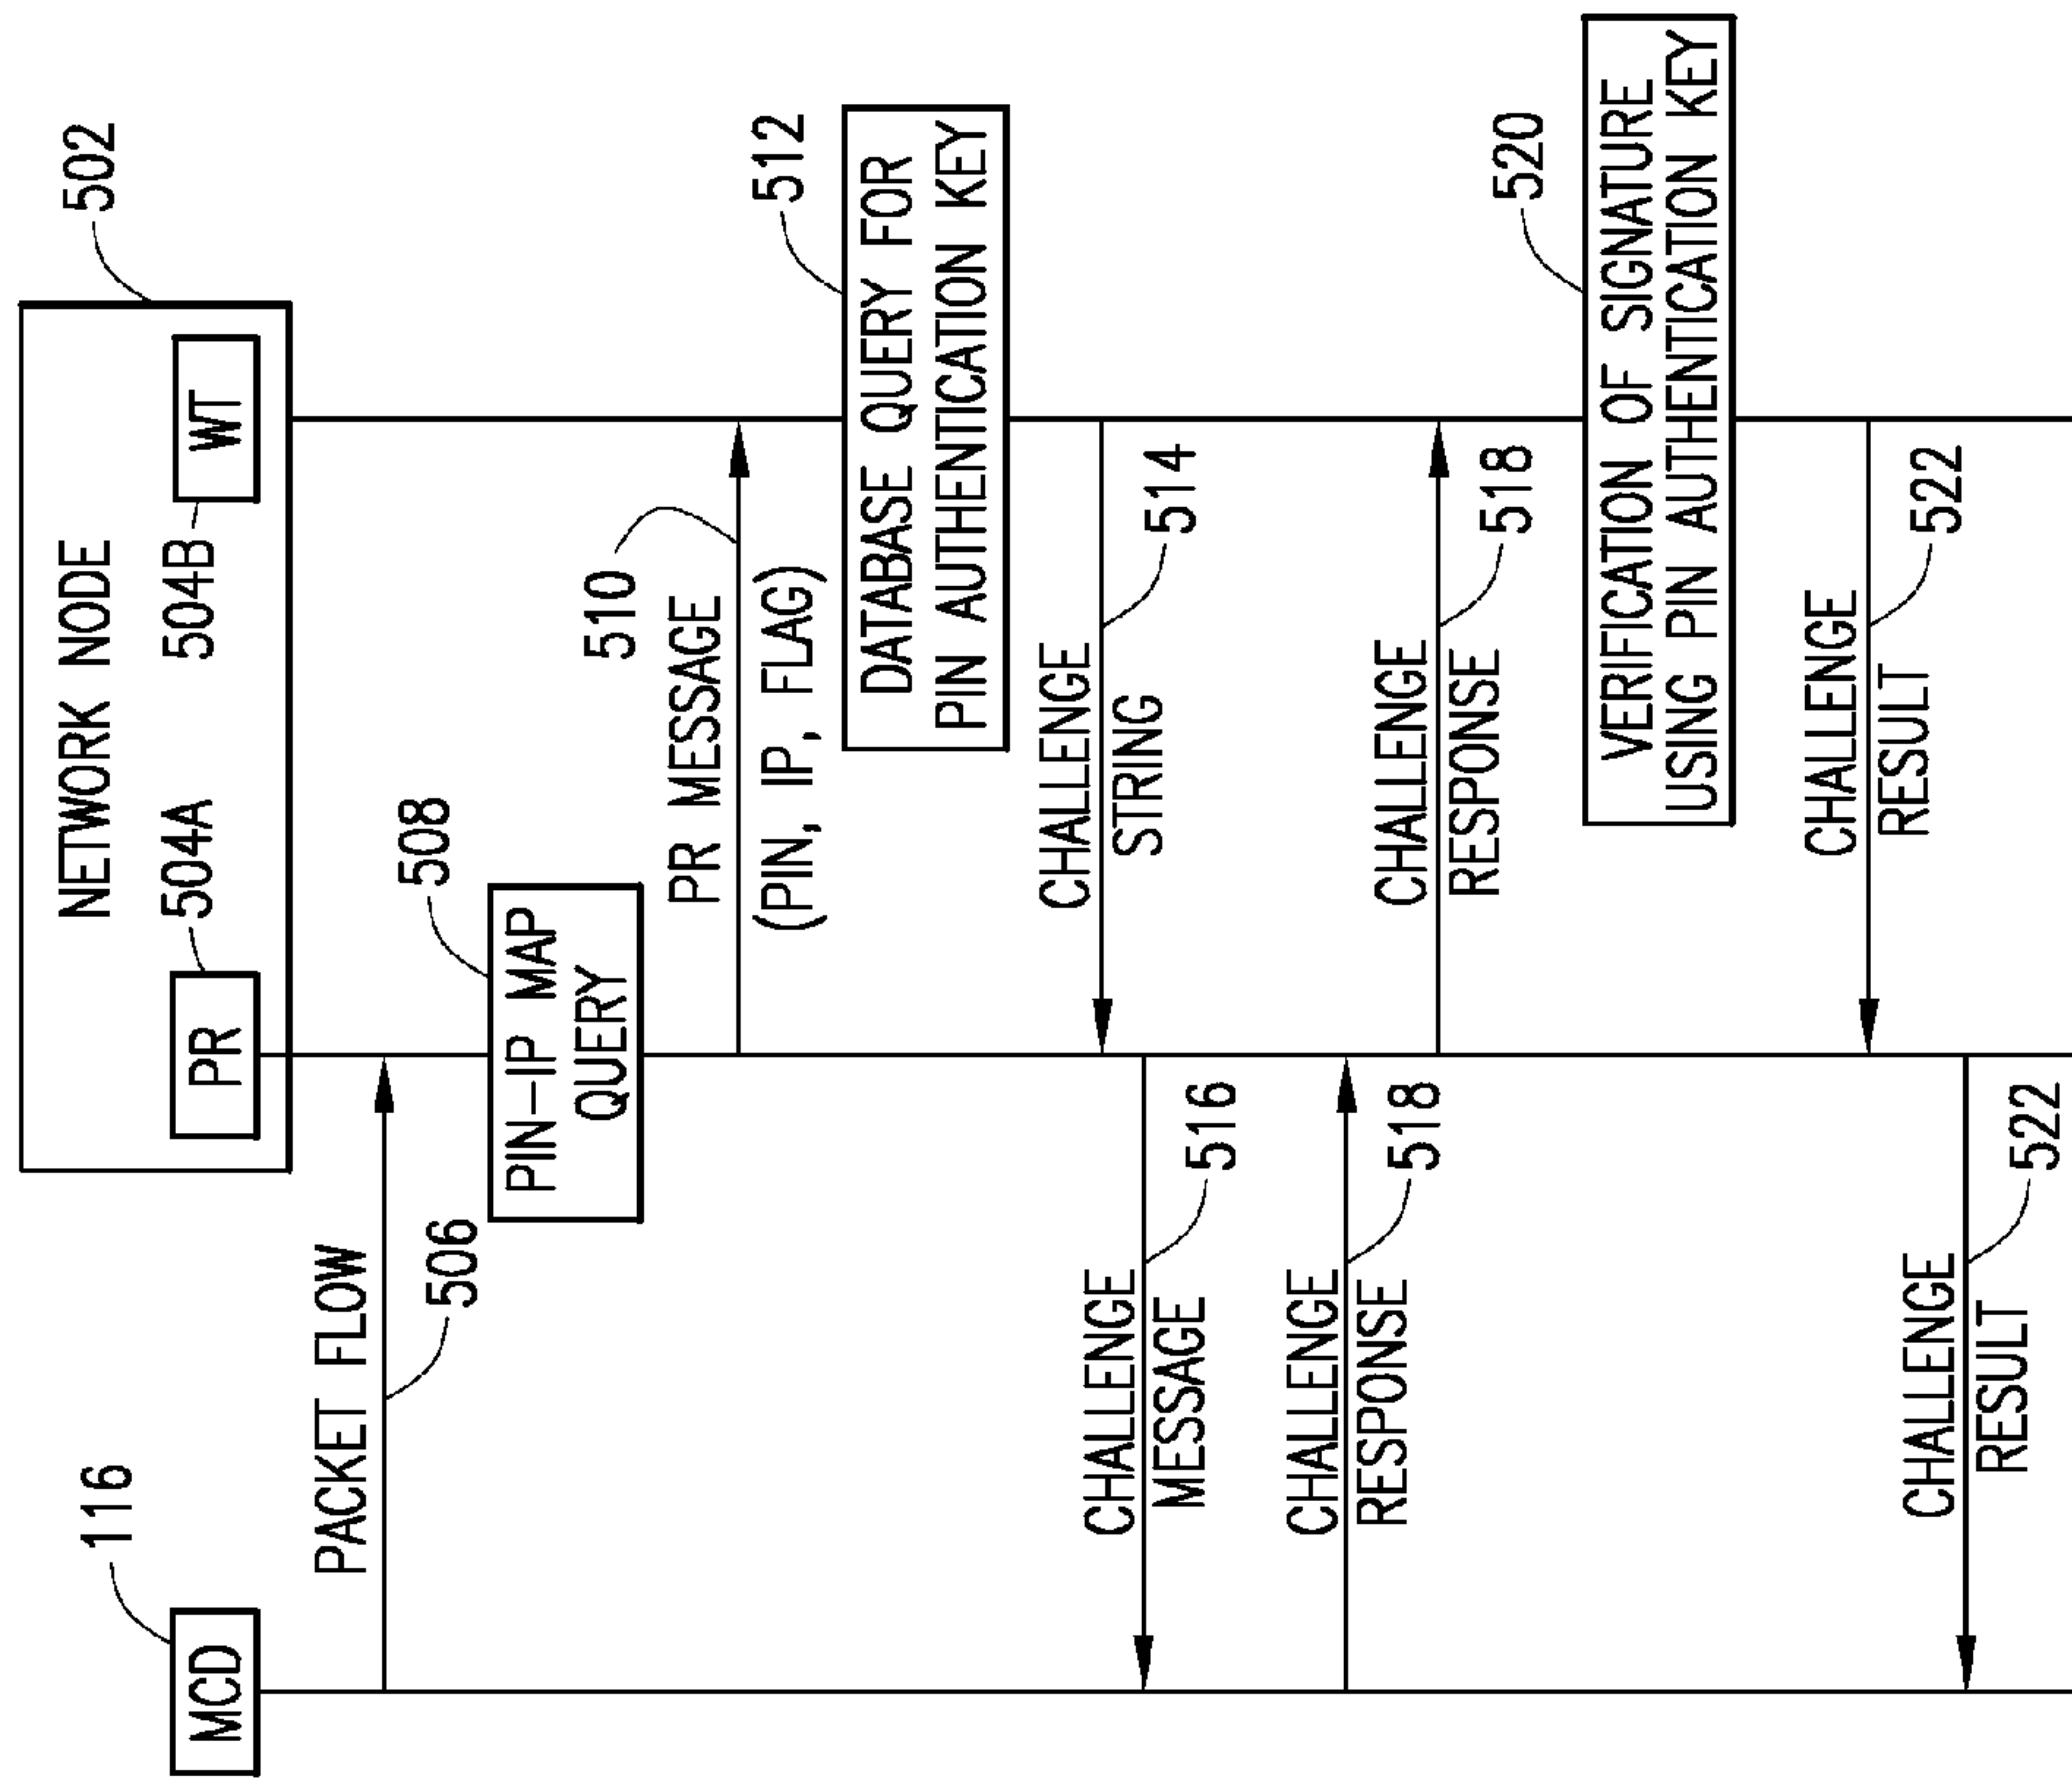 116
MCD
NETWORK NODE
502
504A
PR
504B
WT
PACKET FLOW
506
508
PIN-IP MAP
QUERY
510
PR MESSAGE
(PIN, IP, FLAG)
512
DATABASE QUERY FOR
PIN AUTHENTICATION KEY
CHALLENGE
STRING
514
CHALLENGE
MESSAGE
516
CHALLENGE
RESPONSE
518
CHALLENGE
RESPONSE
518
520
VERIFICATION OF SIGNATURE
USING PIN AUTHENTICATION KEY
CHALLENGE
RESULT
522
CHALLENGE
RESULT
522